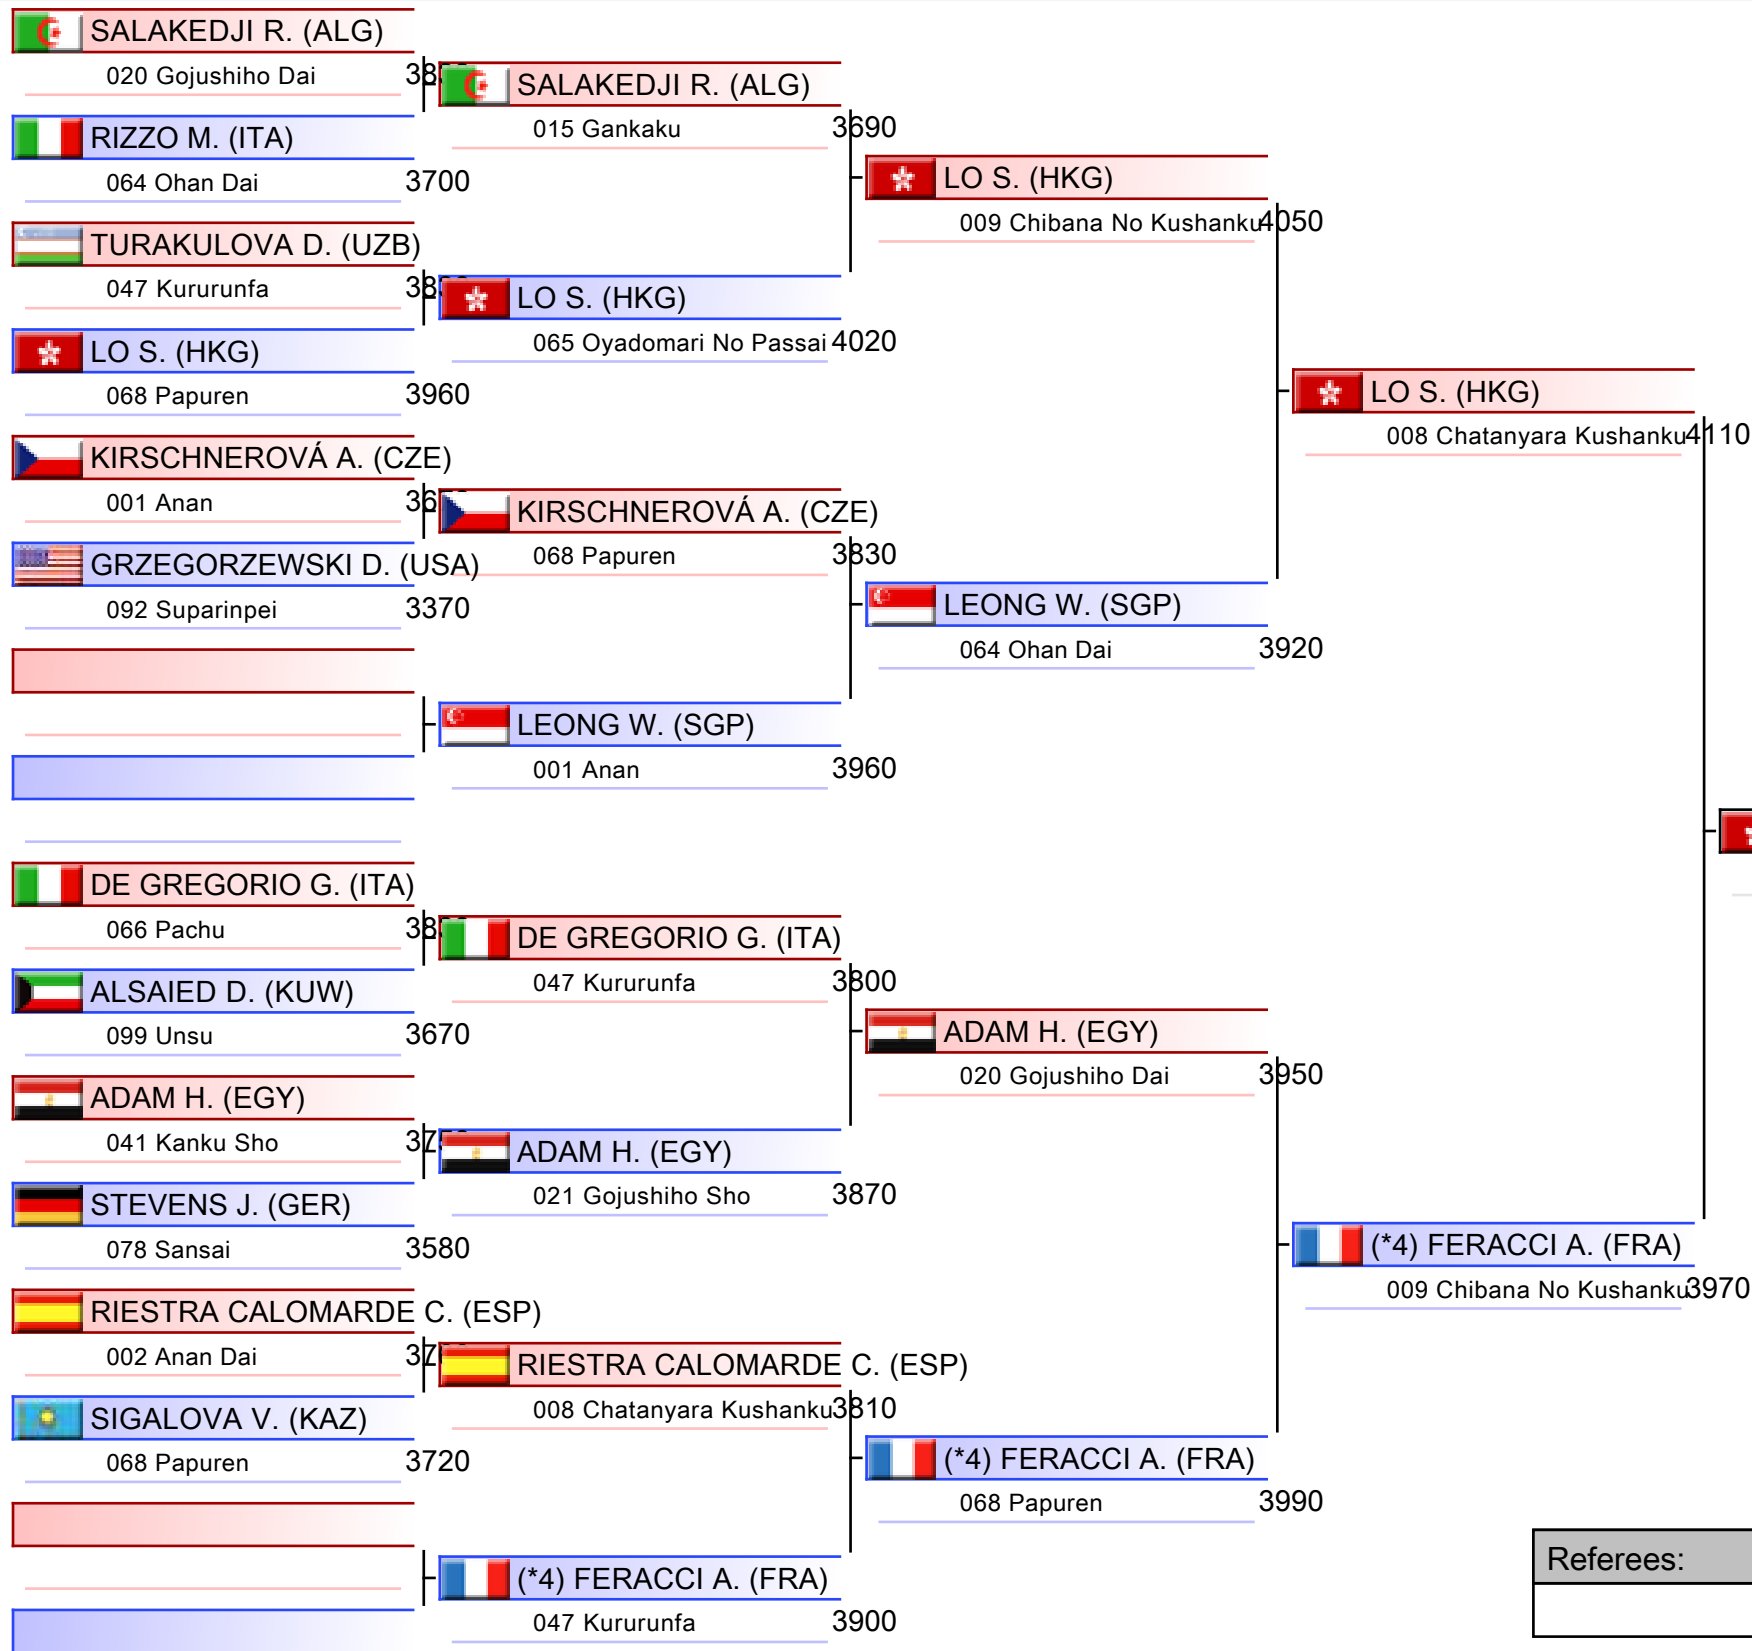 SALAKEDJI R. (ALG)
020 Gojushiho Dai
RIZZO M. (ITA)
064 Ohan Dai 3700
TURAKULOVA D. (UZB)
047 Kururunfa
LO S. (HKG)
068 Papuren 3960
KIRSCHNEROVÁ A. (CZE)
001 Anan
GRZEGORZEWSKI D. (USA)
092 Suparinpei 3370
DE GREGORIO G. (ITA)
066 Pachu
ALSAIED D. (KUW)
099 Unsu 3670
ADAM H. (EGY)
041 Kanku Sho
STEVENS J. (GER)
078 Sansai 3580
RIESTRA CALOMARDE C. (ESP)
002 Anan Dai
SIGALOVA V. (KAZ)
068 Papuren 3720
SALAKEDJI R. (ALG)
015 Gankaku 3690
LO S. (HKG)
065 Oyadomari No Passai 4020
KIRSCHNEROVÁ A. (CZE)
068 Papuren 3830
LEONG W. (SGP)
001 Anan 3960
DE GREGORIO G. (ITA)
047 Kururunfa 3800
ADAM H. (EGY)
021 Gojushiho Sho 3870
RIESTRA CALOMARDE C. (ESP)
008 Chatanyara Kushanku 3810
(*4) FERACCI A. (FRA)
047 Kururunfa 3900
LO S. (HKG)
009 Chibana No Kushanku 4050
LEONG W. (SGP)
064 Ohan Dai 3920
ADAM H. (EGY)
020 Gojushiho Dai 3950
(*4) FERACCI A. (FRA)
068 Papuren 3990
LO S. (HKG)
008 Chatanyara Kushanku 4110
(*4) FERACCI A. (FRA)
009 Chibana No Kushanku 3970
Referees: